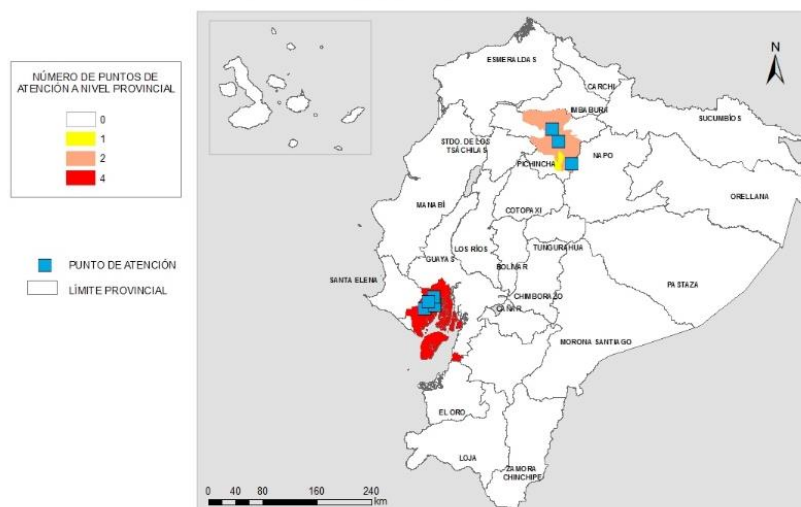 NÚMERO DE PUNTOS DE
ATENCIÓN A NIVEL PROVINCIAL
0
1
2
4
PUNTO DE ATENCIÓN
LÍMITE PROVINCIAL
N
ESMERALDAS
CARCHI
IMBABURA
SUCUMBÍOS
STDO. DE LOS
TSÁCHILAS
PICHINCHA
NAPO
ORELLANA
MANABÍ
COTOPAXI
LOS RÍOS
TUNGURAHUA
GUAYAS
BOLÍVAR
SANTA ELENA
PASTAZA
CHIMBORAZO
CAÑAR
MORONA SANTIAGO
EL ORO
LOJA
ZAMORA
CHINCHIPE
0 20 40 80 160 240
km